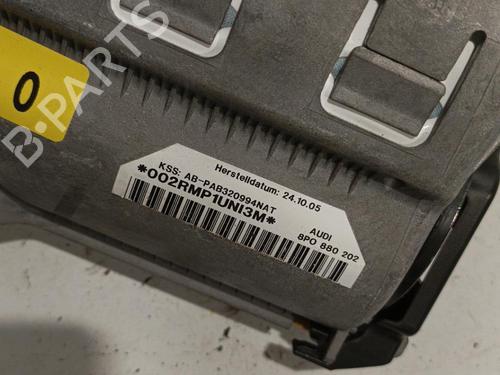 B-PARTS
0
Herstelldatum: 24.10.05
KSS: AB-PAB320994NAT
*002RMP1UNI3M*
AUDI
8P0 880 202